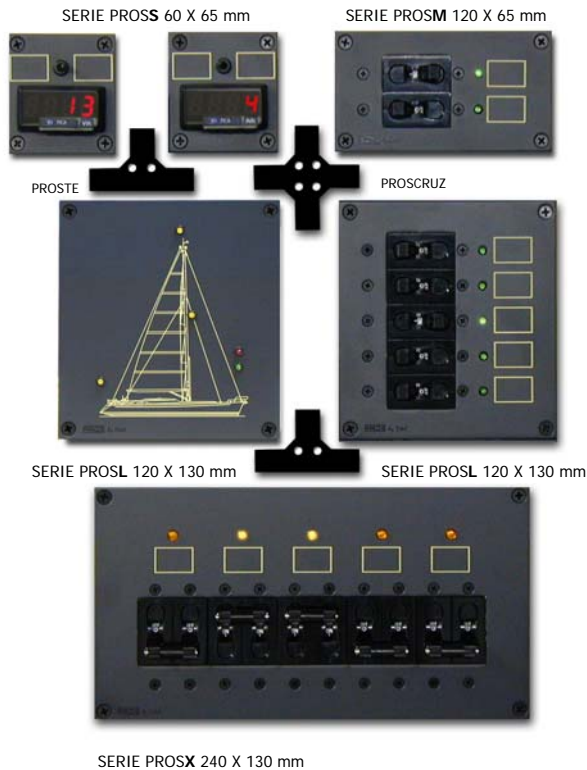 SERIE PROSS 60 X 65 mm
SERIE PROSM 120 X 65 mm
13
4
PROSTE
PROSCRUZ
SERIE PROSL 120 X 130 mm
SERIE PROSL 120 X 130 mm
SERIE PROSX 240 X 130 mm